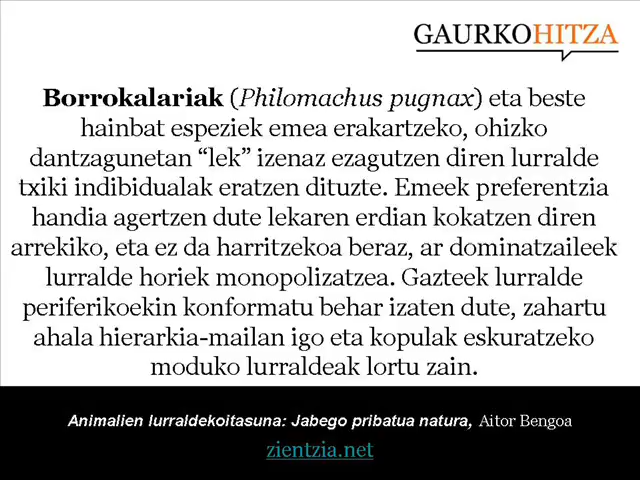 GAURKOHITZA
Borrokalariak (Philomachus pugnax) eta beste
hainbat espeziek emea erakartzeko, ohizko
dantzagunetan “lek” izenaz ezagutzen diren lurralde
txiki indibidualak eratzen dituzte. Emeek preferentzia
handia agertzen dute lekaren erdian kokatzen diren
arrekiko, eta ez da harritzekoa beraz, ar dominatzaileek
lurralde horiek monopolizatzea. Gazteek lurralde
periferikoekin konformatu behar izaten dute, zahartu
ahala hierarkia-mailan igo eta kopulak eskuratzeko
moduko lurraldeak lortu zain.
Animalien lurraldekoitasuna: Jabego pribatua natura, Aitor Bengoa
zientzia.net